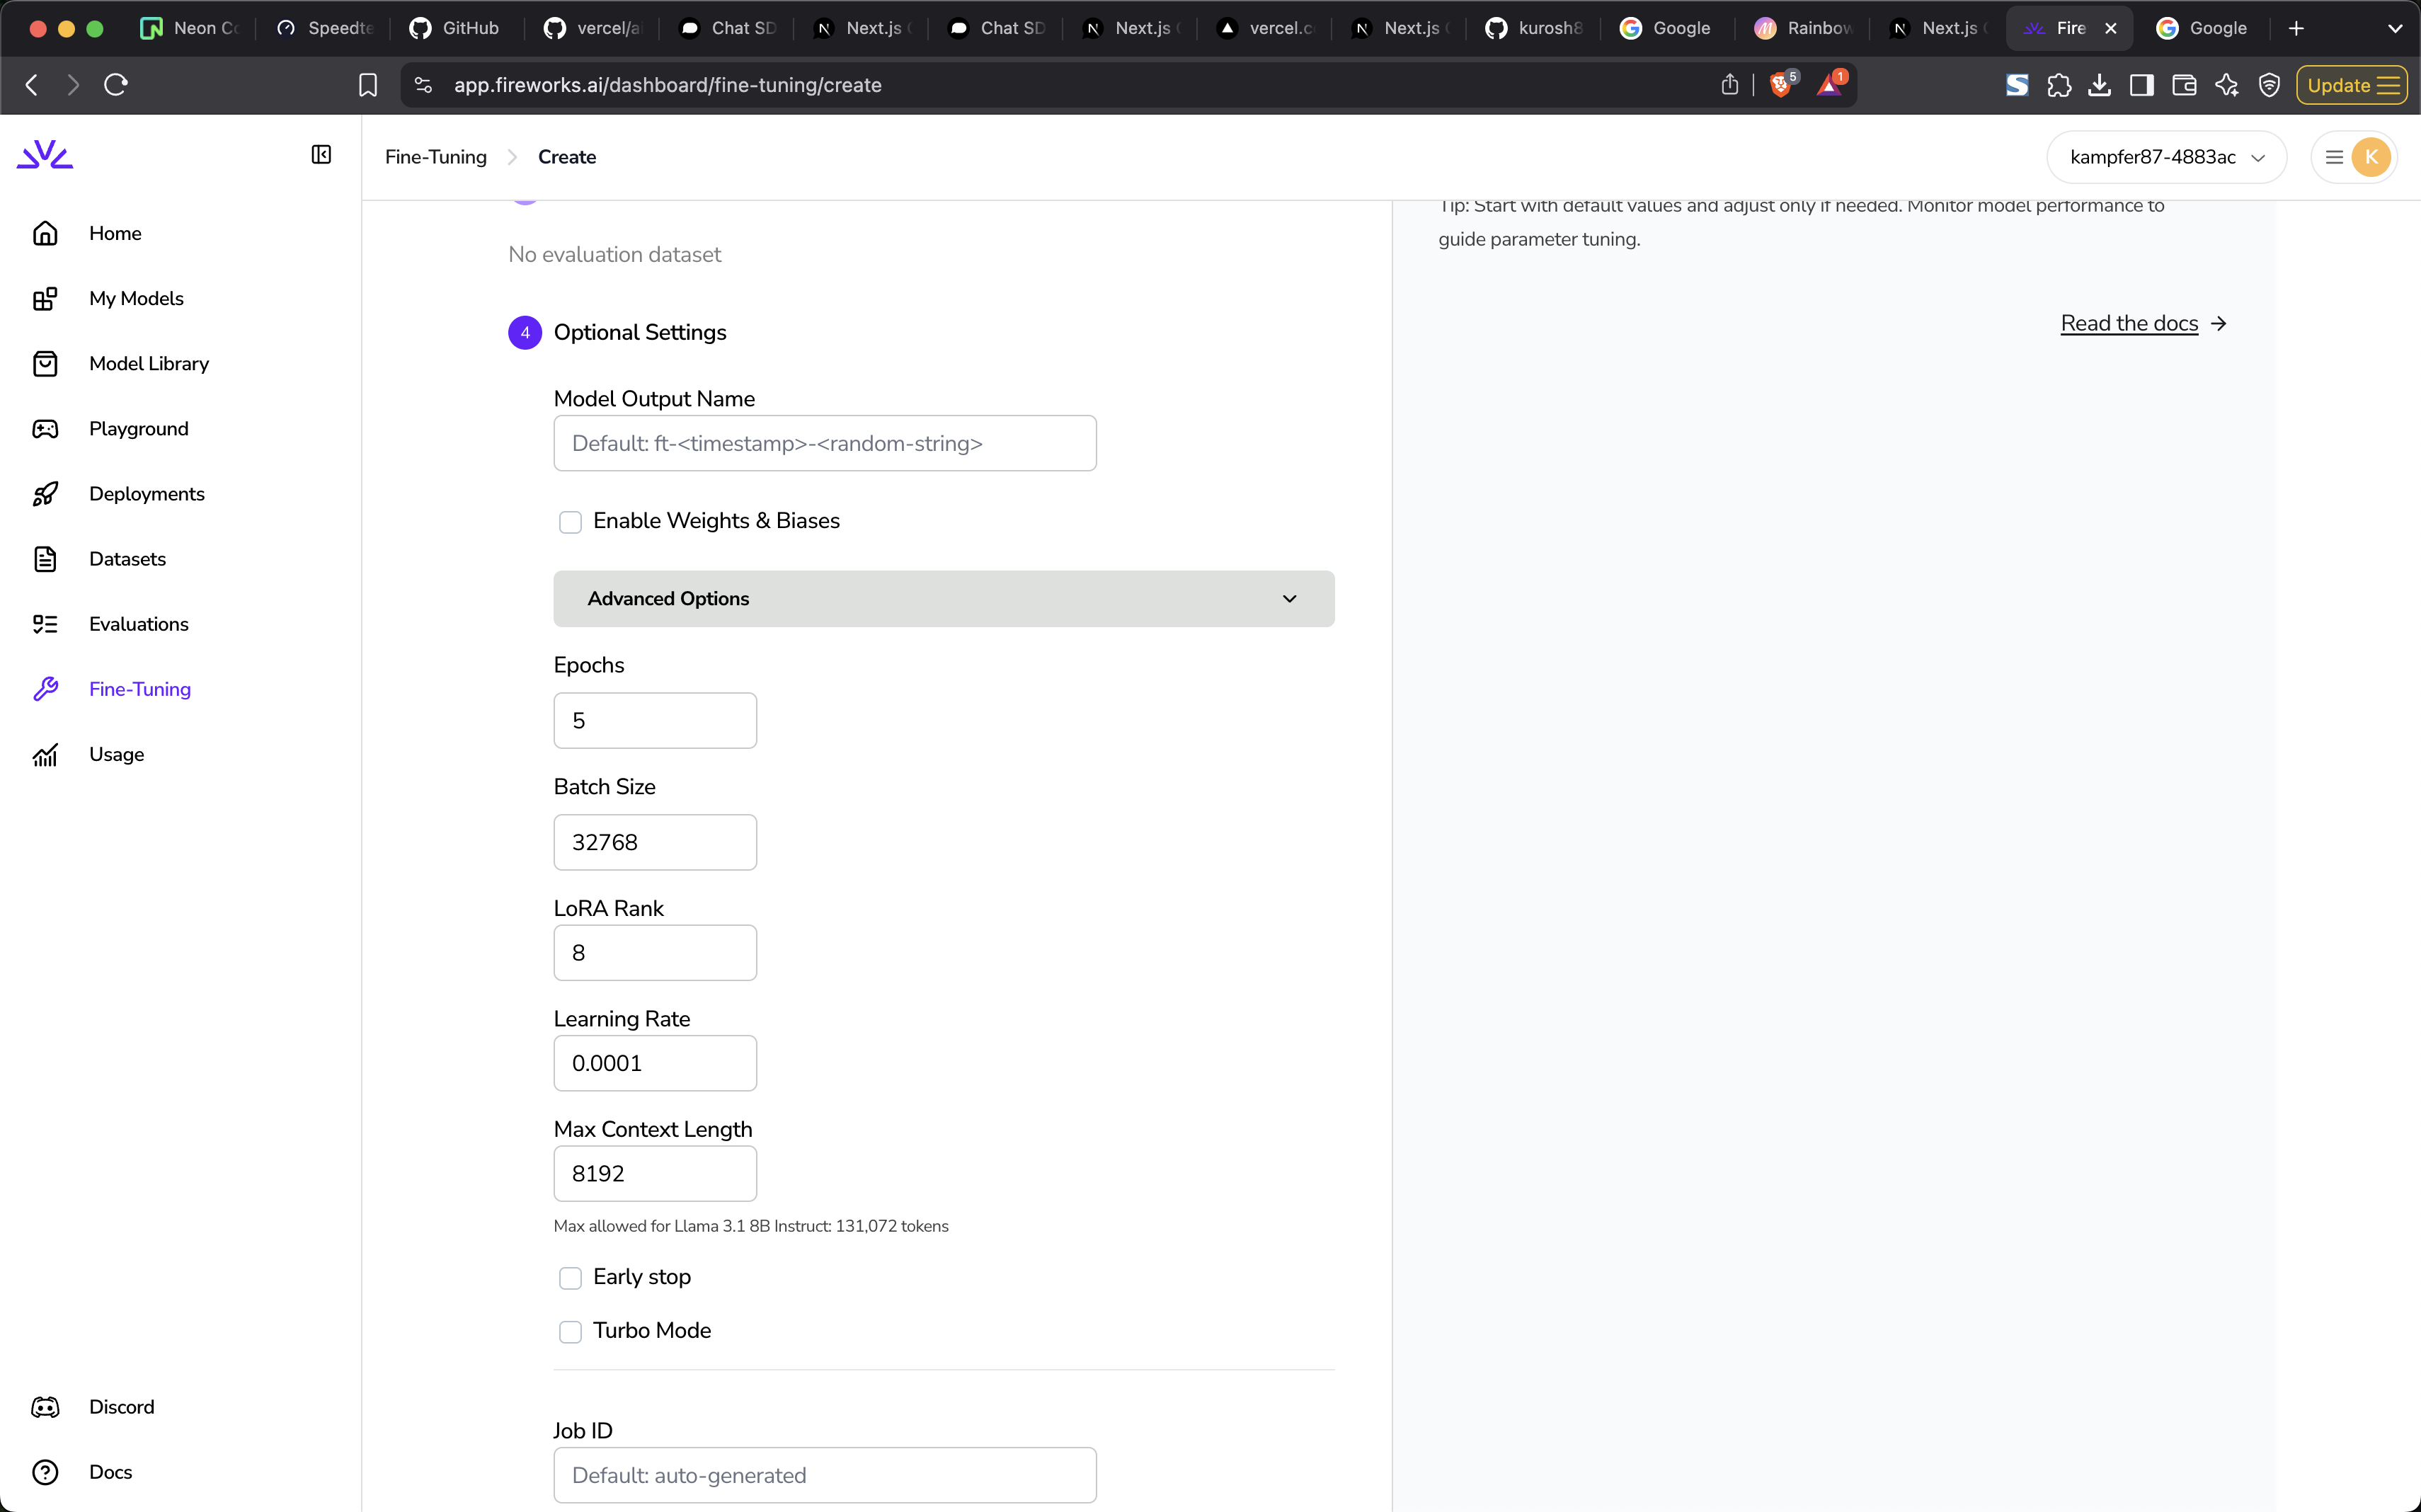 Neon Co
Speedte
GitHub
vercel/ai
Chat SD
Next.js
Chat SD
Next.js
vercel.c
Next.js
kurosh8
Google
Rainbow
Next.js
Fire
Google
app.fireworks.ai/dashboard/fine-tuning/create
5
1
Update
Fine-Tuning
Create
kampfer87-4883ac
K
Home
My Models
Model Library
Playground
Deployments
Datasets
Evaluations
Fine-Tuning
Usage
Discord
Docs
No evaluation dataset
4 Optional Settings
Model Output Name
Default: ft-<timestamp>-<random-string>
Enable Weights & Biases
Advanced Options
Epochs
5
Batch Size
32768
LoRA Rank
8
Learning Rate
0.0001
Max Context Length
8192
Max allowed for Llama 3.1 8B Instruct: 131,072 tokens
Early stop
Turbo Mode
Job ID
Default: auto-generated
Tip: Start with default values and adjust only if needed. Monitor model performance to
guide parameter tuning.
Read the docs